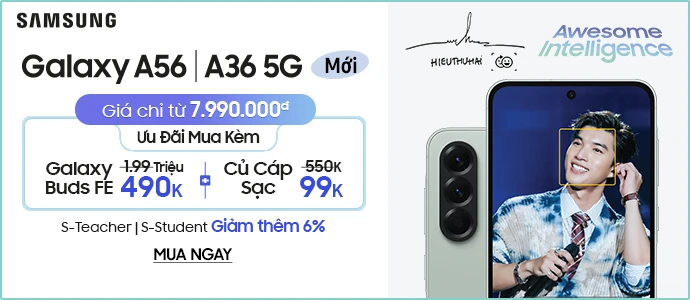 SAMSUNG
Galaxy A56 | A36 5G Mới
Giá chỉ từ 7.990.000đ
Ưu Đãi Mua Kèm
Galaxy Buds FE 1.99 Triệu 490K + Củ Cáp Sạc 550K 99K
S-Teacher | S-Student Giảm thêm 6%
MUA NGAY
HIEUTHUHAI
Awesome
Intelligence